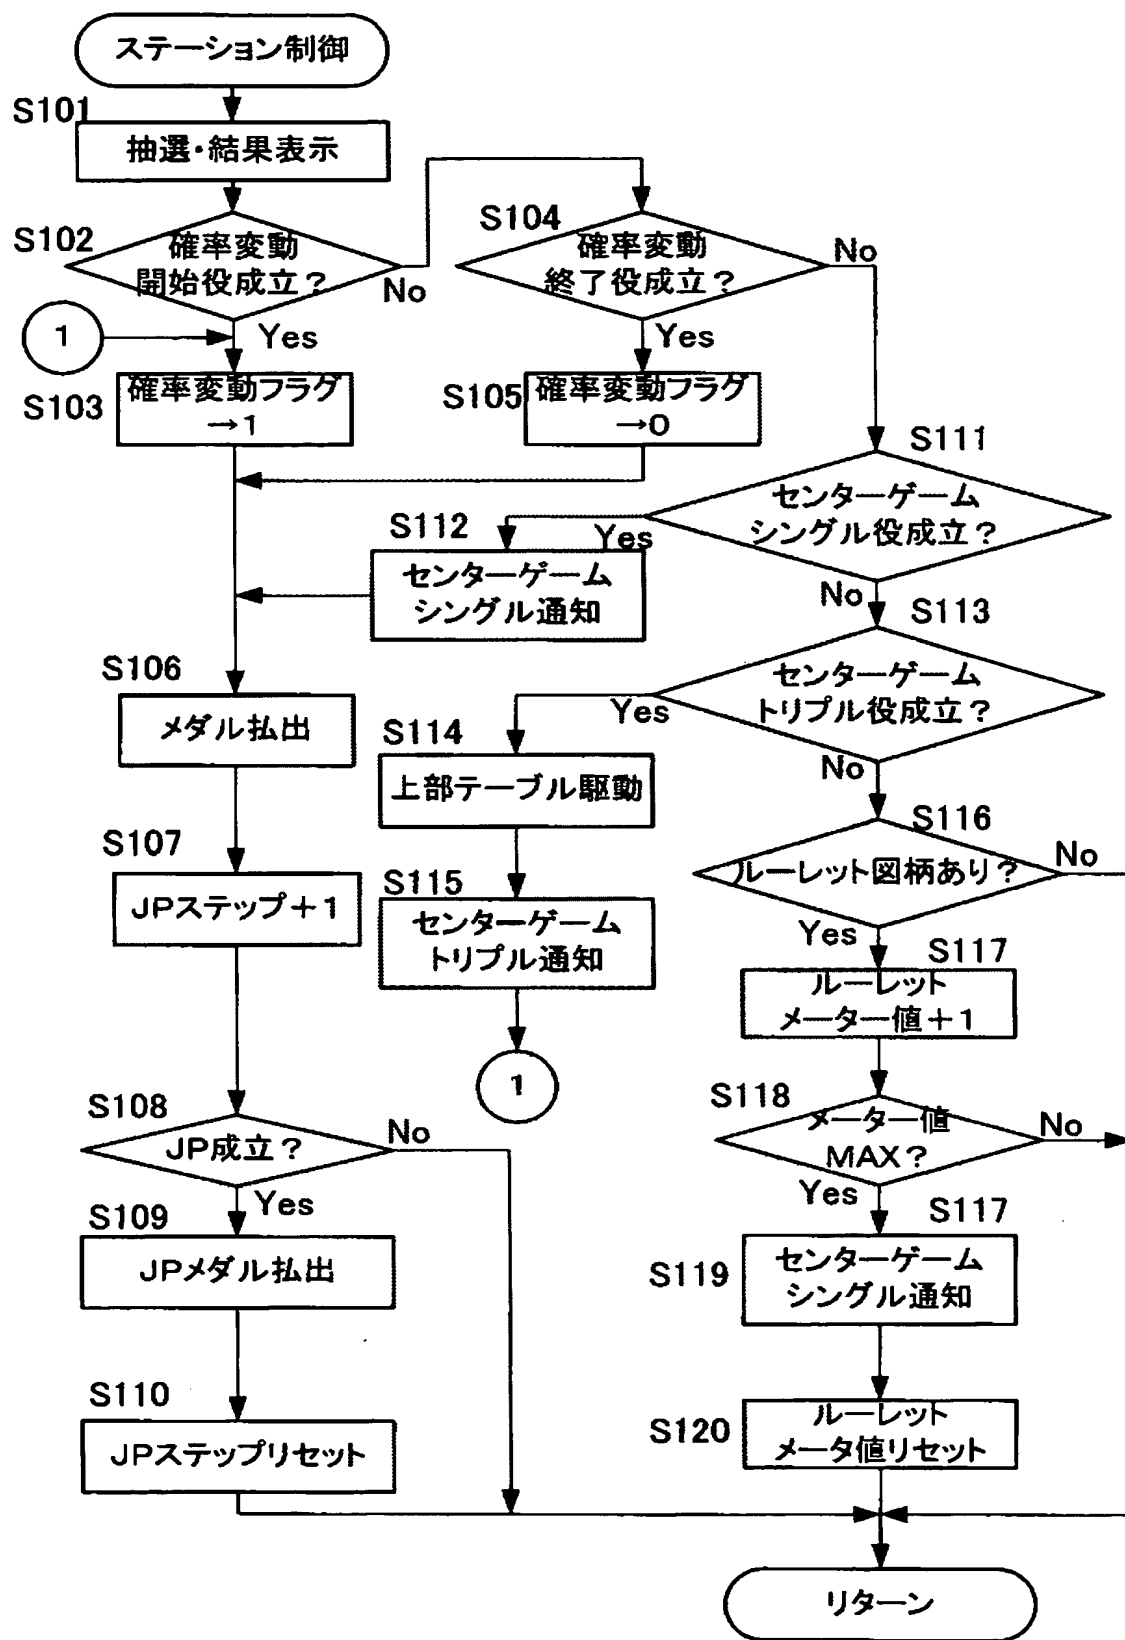 ステーション制御
S101
抽選・結果表示
S102
確率変動
開始役成立？
No
S104
確率変動
終了役成立？
No
1
Yes
Yes
S103
確率変動フラグ
→1
S105
確率変動フラグ
→0
S111
センターゲーム
シングル役成立？
Yes
No
S112
センターゲーム
シングル通知
S113
センターゲーム
トリプル役成立？
Yes
No
S106
メダル払出
S114
上部テーブル駆動
S107
JPステップ＋1
S115
センターゲーム
トリプル通知
1
S116
ルーレット図柄あり？
No
Yes
S117
ルーレット
メーター値＋1
S108
JP成立？
No
Yes
S118
メーター値
MAX？
No
Yes
S109
JPメダル払出
S117
S119
センターゲーム
シングル通知
S110
JPステップリセット
S120
ルーレット
メータ値リセット
リターン